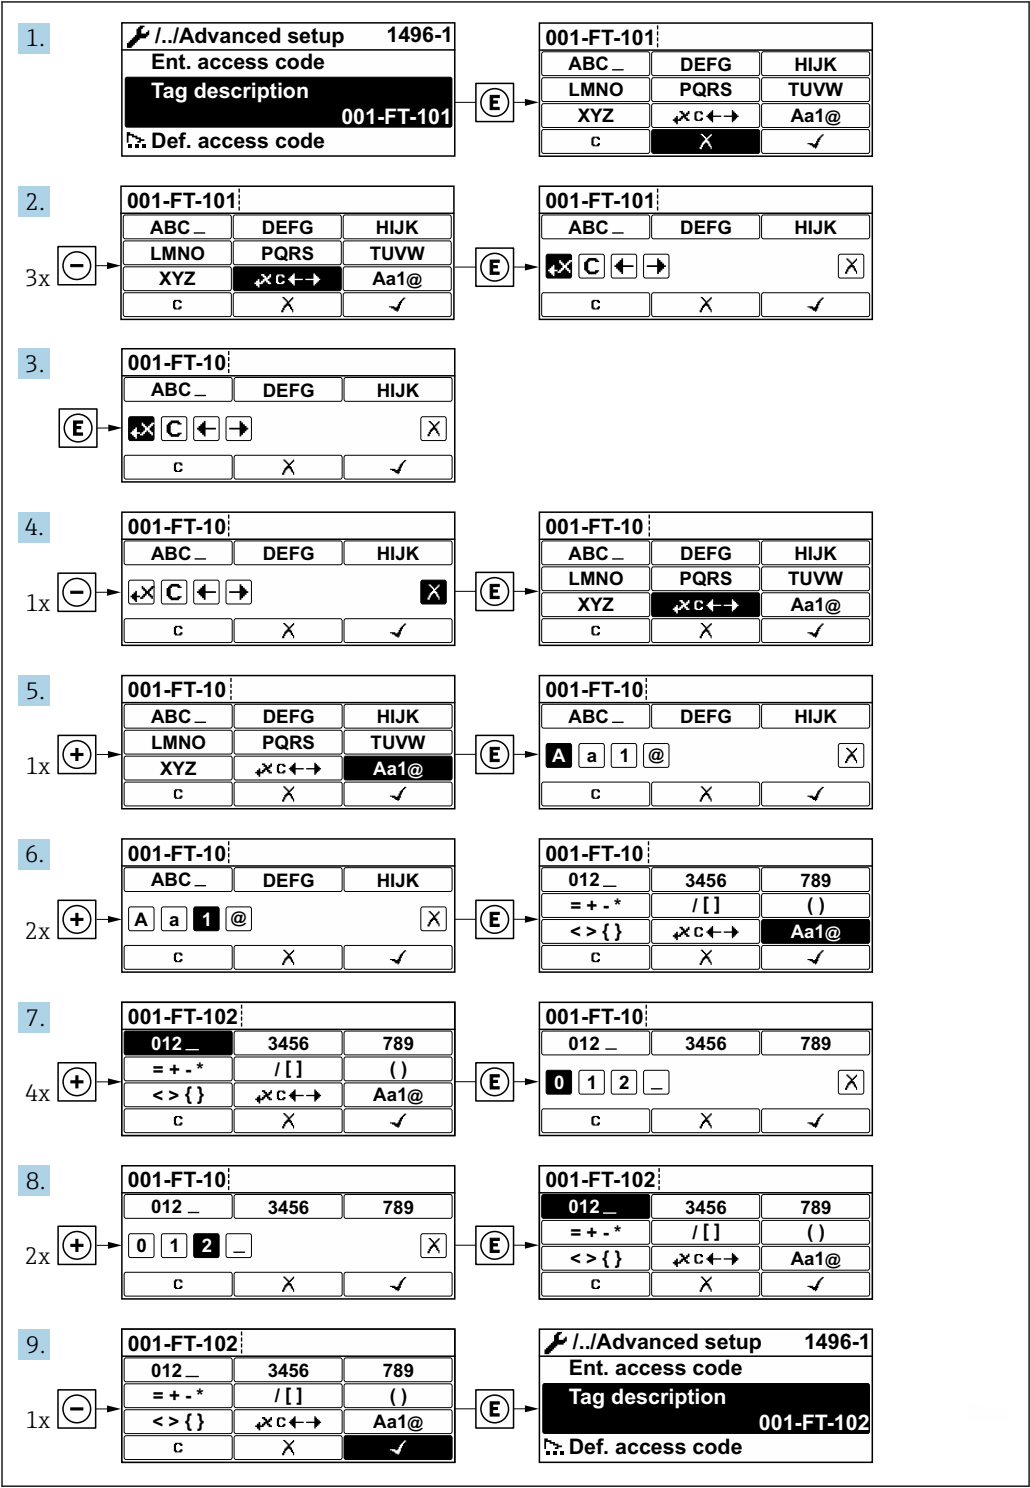 1.
/../Advanced setup 1496-1
Ent. access code
Tag description
001-FT-101
Def. access code
E
001-FT-101
ABC_ DEFG HIJK
LMNO PQRS TUVW
XYZ C←→ Aa1@
C X ✓
2.
3x −
001-FT-101
ABC_ DEFG HIJK
LMNO PQRS TUVW
XYZ C←→ Aa1@
C X ✓
E
001-FT-101
ABC_ DEFG HIJK
C ← → X
C X ✓
3.
E
001-FT-10
ABC_ DEFG HIJK
C ← → X
C X ✓
4.
1x −
001-FT-10
ABC_ DEFG HIJK
C ← → X
C X ✓
E
001-FT-10
ABC_ DEFG HIJK
LMNO PQRS TUVW
XYZ C←→ Aa1@
C X ✓
5.
1x +
001-FT-10
ABC_ DEFG HIJK
LMNO PQRS TUVW
XYZ C←→ Aa1@
C X ✓
E
001-FT-10
ABC_ DEFG HIJK
A a 1 @ X
C X ✓
6.
2x +
001-FT-10
ABC_ DEFG HIJK
A a 1 @ X
C X ✓
E
001-FT-10
012_ 3456 789
= + - * / [ ] ( )
< > { } C←→ Aa1@
C X ✓
7.
4x +
001-FT-102
012_ 3456 789
= + - * / [ ] ( )
< > { } C←→ Aa1@
C X ✓
E
001-FT-10
012_ 3456 789
0 1 2 _ X
C X ✓
8.
2x +
001-FT-10
012_ 3456 789
0 1 2 _ X
C X ✓
E
001-FT-102
012_ 3456 789
= + - * / [ ] ( )
< > { } C←→ Aa1@
C X ✓
9.
1x −
001-FT-102
012_ 3456 789
= + - * / [ ] ( )
< > { } C←→ Aa1@
C X ✓
E
/../Advanced setup 1496-1
Ent. access code
Tag description
001-FT-102
Def. access code